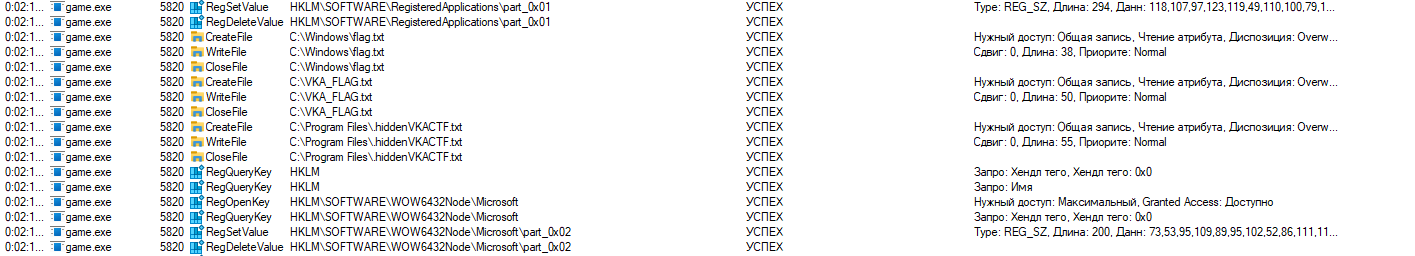 0:02:1... game.exe 5820 RegSetValue HKLM\SOFTWARE\RegisteredApplications\part_0x01 УСПЕХ Type: REG_SZ, Длина: 294, Данн: 118,107,97,123,119,49,110,100,79,1...
0:02:1... game.exe 5820 RegDeleteValue HKLM\SOFTWARE\RegisteredApplications\part_0x01 УСПЕХ
0:02:1... game.exe 5820 CreateFile C:\Windows\flag.txt УСПЕХ Нужный доступ: Общая запись, Чтение атрибута, Диспозиция: Overw...
0:02:1... game.exe 5820 WriteFile C:\Windows\flag.txt УСПЕХ Сдвиг: 0, Длина: 38, Приорите: Normal
0:02:1... game.exe 5820 CloseFile C:\Windows\flag.txt УСПЕХ
0:02:1... game.exe 5820 CreateFile C:\VKA_FLAG.txt УСПЕХ Нужный доступ: Общая запись, Чтение атрибута, Диспозиция: Overw...
0:02:1... game.exe 5820 WriteFile C:\VKA_FLAG.txt УСПЕХ Сдвиг: 0, Длина: 50, Приорите: Normal
0:02:1... game.exe 5820 CloseFile C:\VKA_FLAG.txt УСПЕХ
0:02:1... game.exe 5820 CreateFile C:\Program Files\.hiddenVKACTF.txt УСПЕХ Нужный доступ: Общая запись, Чтение атрибута, Диспозиция: Overw...
0:02:1... game.exe 5820 WriteFile C:\Program Files\.hiddenVKACTF.txt УСПЕХ Сдвиг: 0, Длина: 55, Приорите: Normal
0:02:1... game.exe 5820 CloseFile C:\Program Files\.hiddenVKACTF.txt УСПЕХ
0:02:1... game.exe 5820 RegQueryKey HKLM УСПЕХ Запро: Хендл тего, Хендл тего: 0x0
0:02:1... game.exe 5820 RegQueryKey HKLM УСПЕХ Запро: Имя
0:02:1... game.exe 5820 RegOpenKey HKLM\SOFTWARE\WOW6432Node\Microsoft УСПЕХ Нужный доступ: Максимальный, Granted Access: Доступно
0:02:1... game.exe 5820 RegQueryKey HKLM\SOFTWARE\WOW6432Node\Microsoft УСПЕХ Запро: Хендл тего, Хендл тего: 0x0
0:02:1... game.exe 5820 RegSetValue HKLM\SOFTWARE\WOW6432Node\Microsoft\part_0x02 УСПЕХ Type: REG_SZ, Длина: 200, Данн: 73,53,95,109,89,95,102,52,86,111,11...
0:02:1... game.exe 5820 RegDeleteValue HKLM\SOFTWARE\WOW6432Node\Microsoft\part_0x02 УСПЕХ